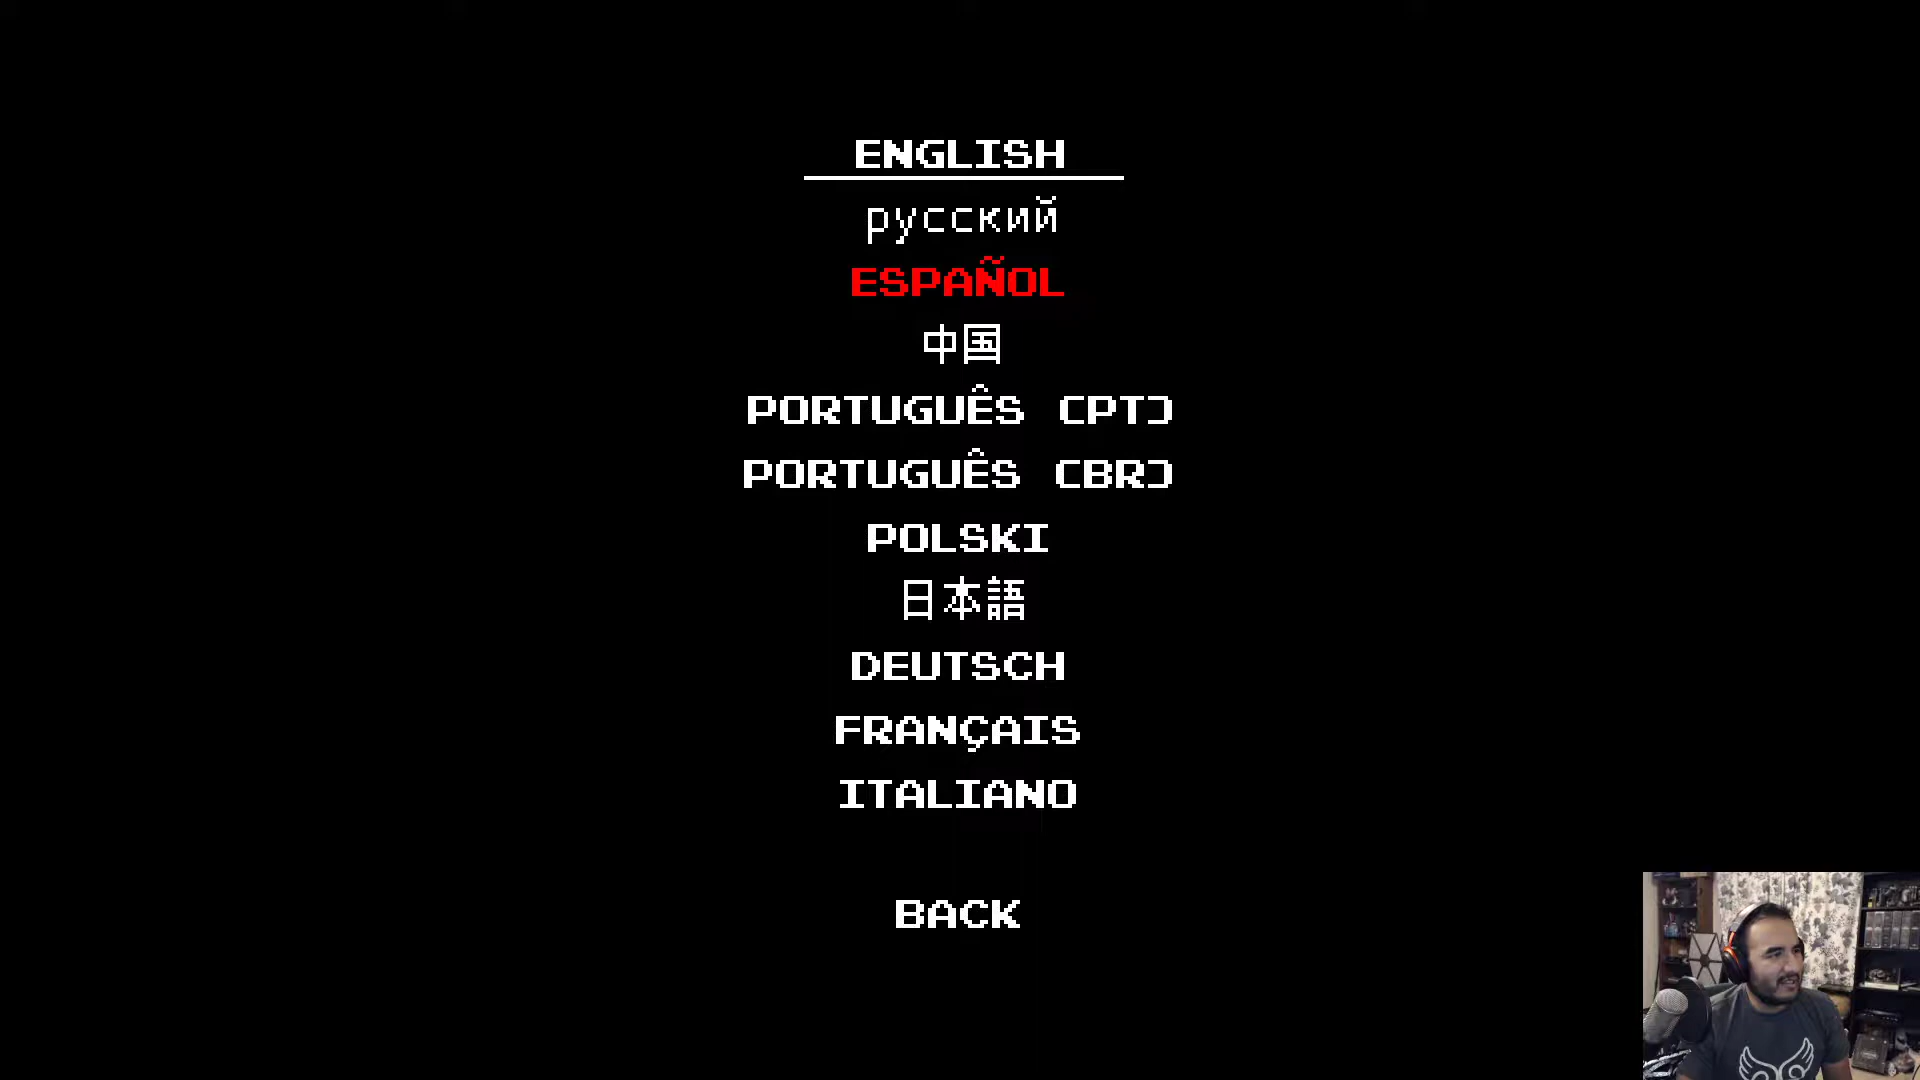 ENGLISH
русский
ESPAÑOL
中国
PORTUGUÊS (PT)
PORTUGUÊS (BR)
POLSKI
日本語
DEUTSCH
FRANÇAIS
ITALIANO
BACK